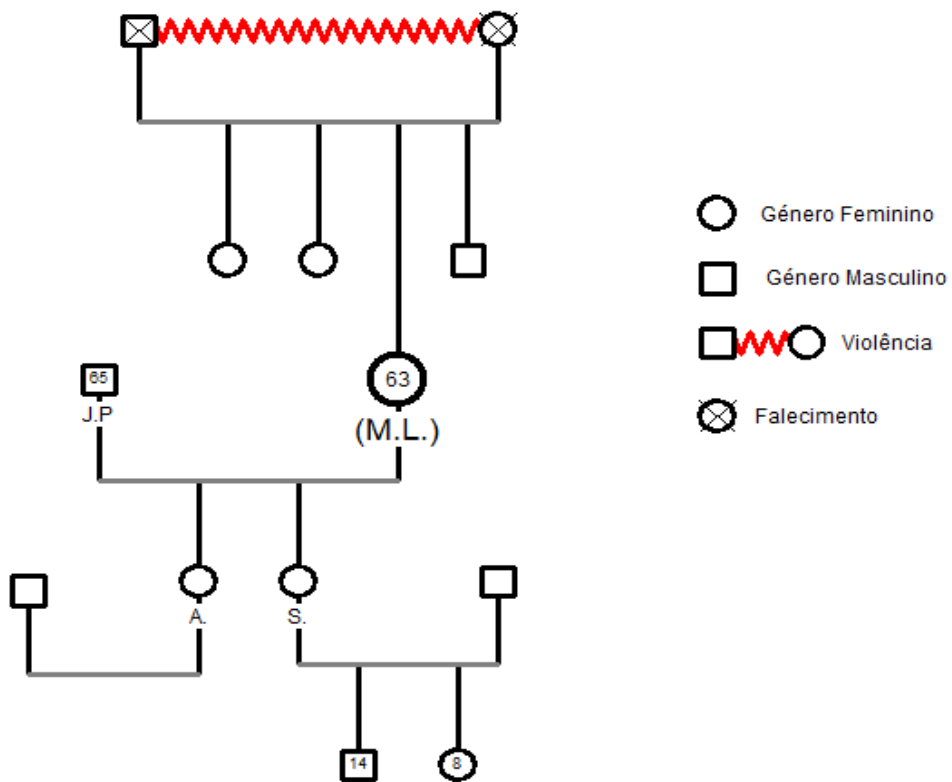 Género Feminino
Género Masculino
Violência
Falecimento
65
J.P
63
(M.L.)
A.
S.
14
8